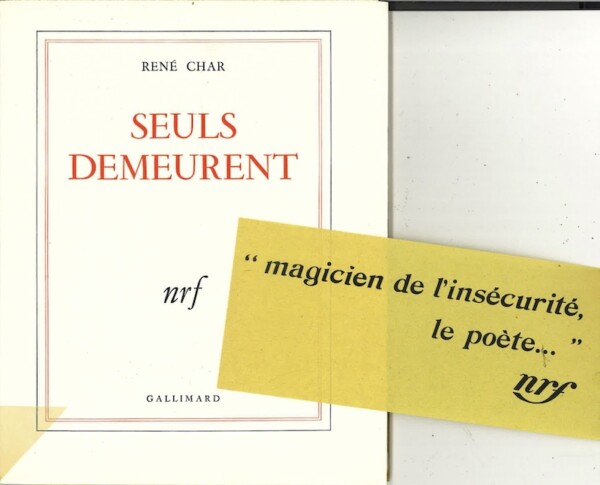 RENÉ CHAR
SEULS
DEMEURENT
nrf
GALLIMARD
“ magicien de l'insécurité,
le poète... ”
nrf